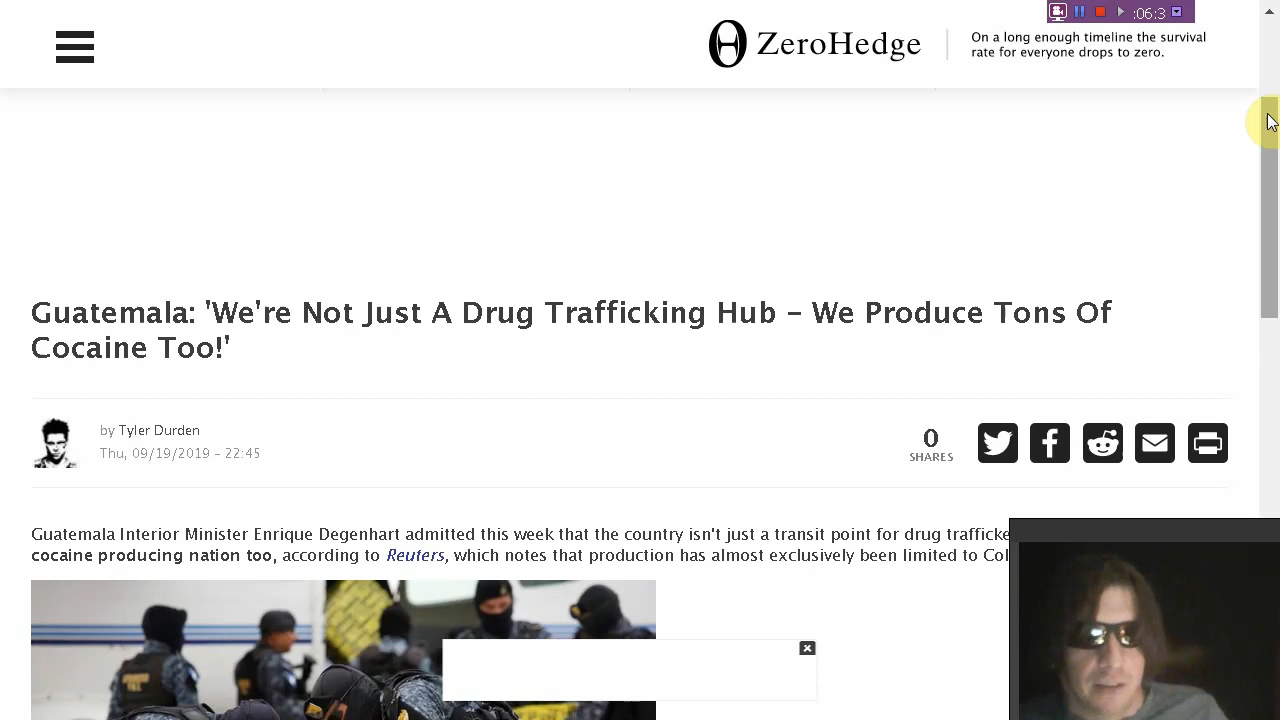 :06:3
ZeroHedge
On a long enough timeline the survival
rate for everyone drops to zero.
Guatemala: 'We're Not Just A Drug Trafficking Hub – We Produce Tons Of
Cocaine Too!'
by Tyler Durden
Thu, 09/19/2019 – 22:45
0
SHARES
Guatemala Interior Minister Enrique Degenhart admitted this week that the country isn't just a transit point for drug trafficke
cocaine producing nation too, according to Reuters, which notes that production has almost exclusively been limited to Col